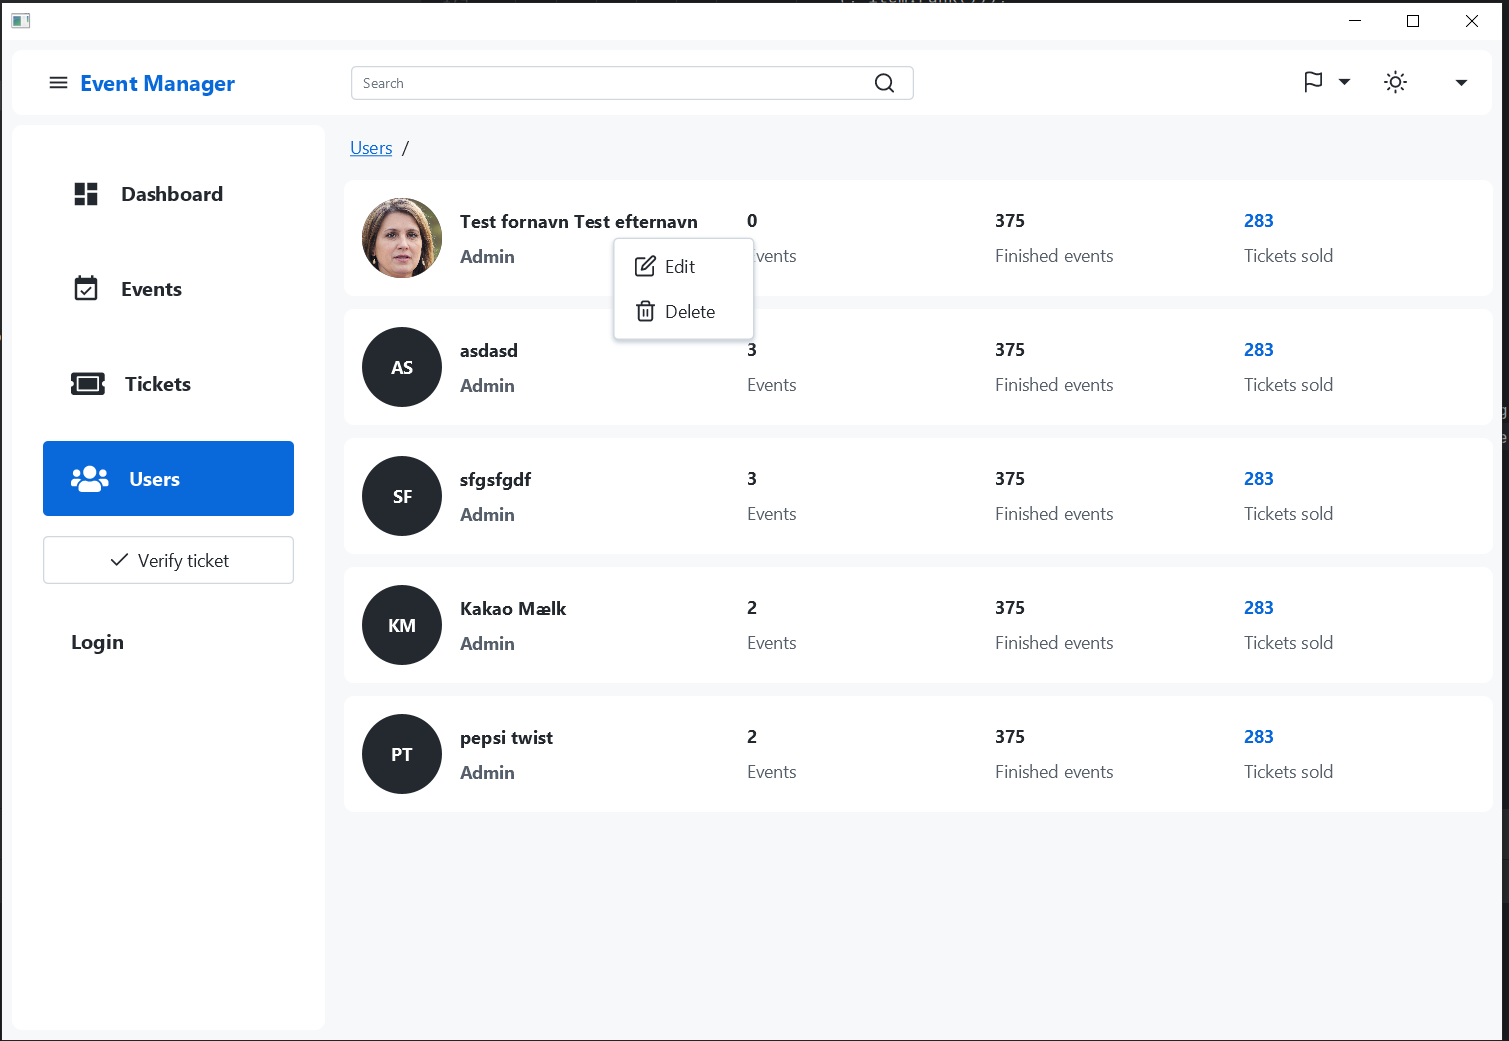 Event Manager
Search
Dashboard
Events
Tickets
Users
Verify ticket
Login
Users /
Test fornavn Test efternavn
Admin
0
375
Finished events
283
Tickets sold
Edit
Delete
AS
asdasd
Admin
3
Events
375
Finished events
283
Tickets sold
SF
sfgsfgdf
Admin
3
Events
375
Finished events
283
Tickets sold
KM
Kakao Mælk
Admin
2
Events
375
Finished events
283
Tickets sold
PT
pepsi twist
Admin
2
Events
375
Finished events
283
Tickets sold